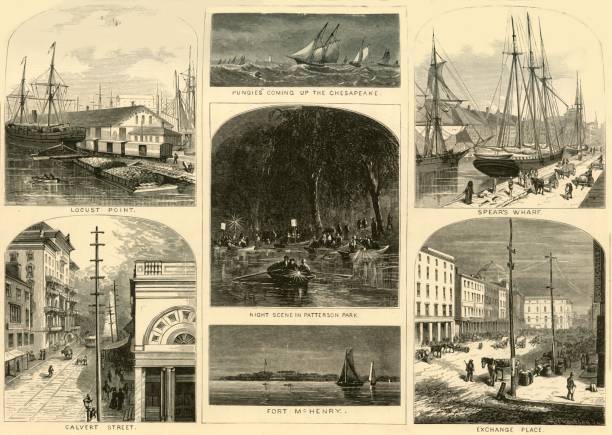 PUNGIES COMING UP THE CHESAPEAKE.
LOCUST POINT.
SPEAR'S WHARF.
NIGHT SCENE IN PATTERSON PARK.
FORT McHENRY.
CALVERT STREET.
EXCHANGE PLACE.